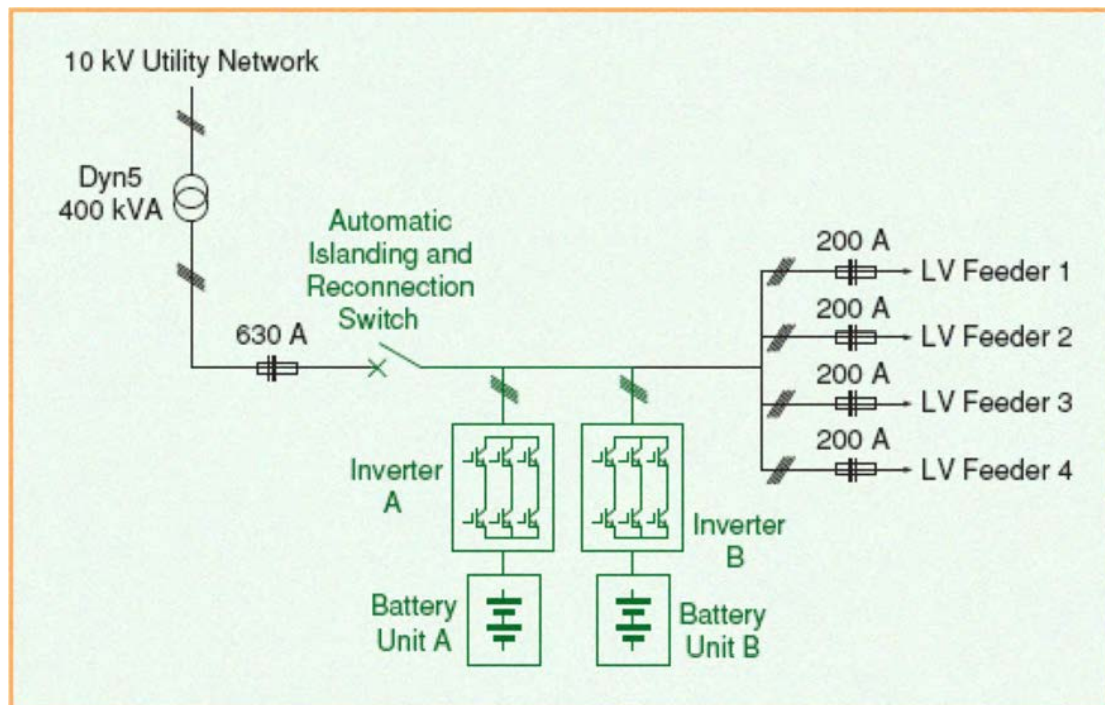 10 kV Utility Network
Dyn5
400 kVA
Automatic
Islanding and
Reconnection
Switch
630 A
200 A
LV Feeder 1
200 A
LV Feeder 2
200 A
LV Feeder 3
200 A
LV Feeder 4
Inverter
A
Inverter
B
Battery
Unit A
Battery
Unit B